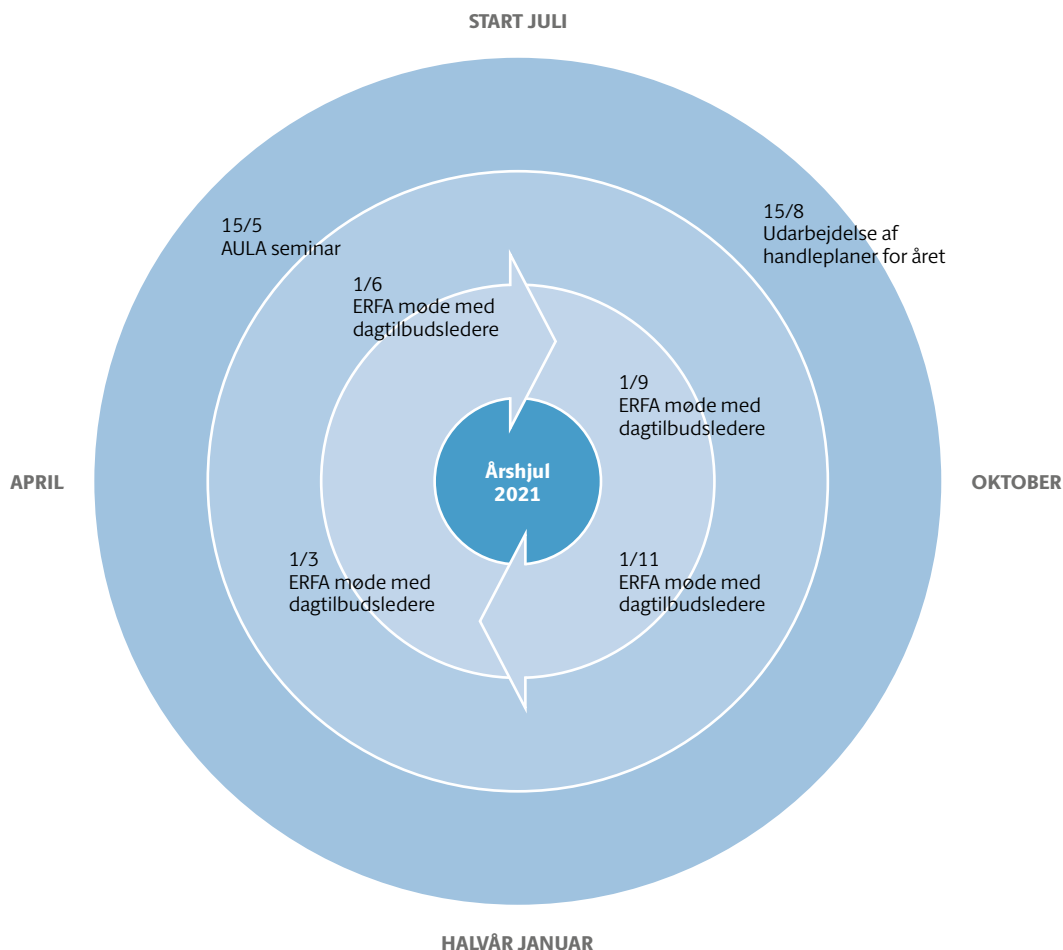 START JULI
15/5
AULA seminar
15/8
Udarbejdelse af
handleplaner for året
1/6
ERFA møde med
dagtilbudsledere
1/9
ERFA møde med
dagtilbudsledere
APRIL
Årshjul
2021
OKTOBER
1/3
ERFA møde med
dagtilbudsledere
1/11
ERFA møde med
dagtilbudsledere
HALVÅR JANUAR